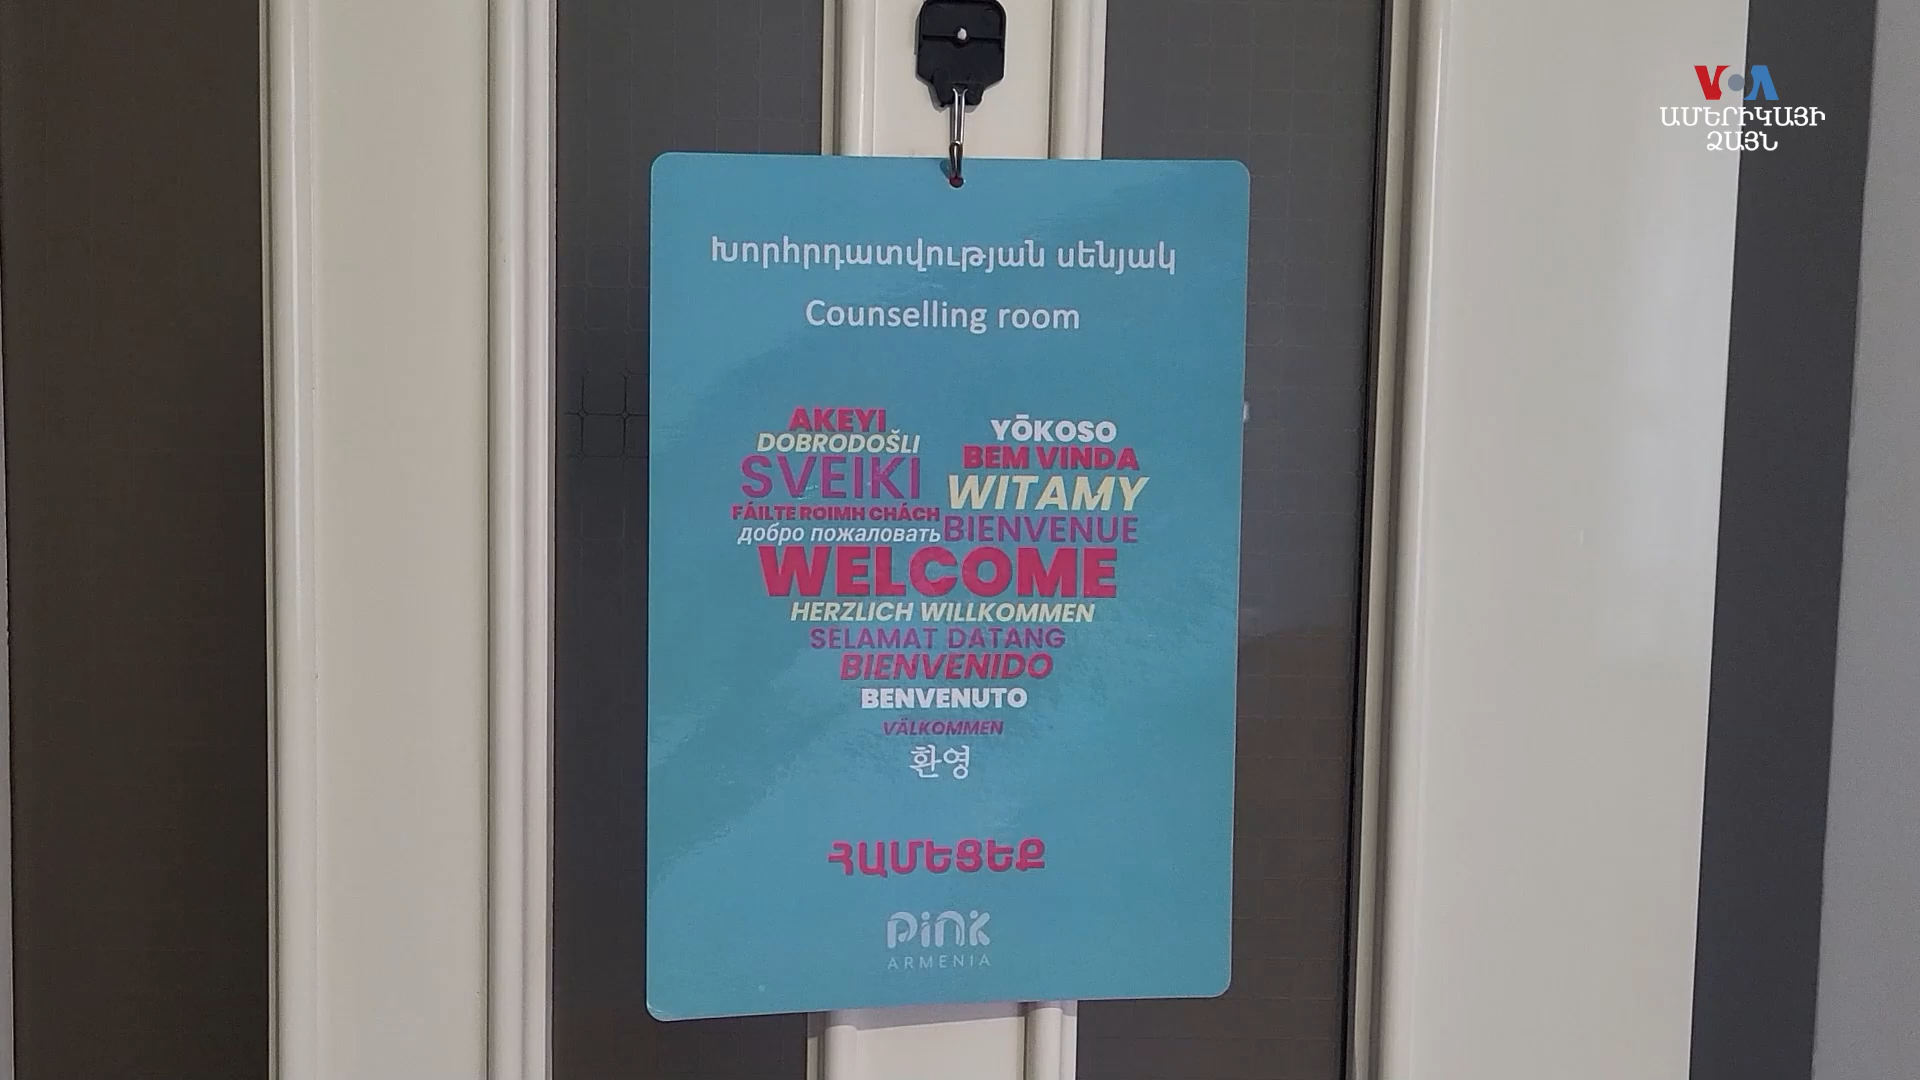 VOA
ԱՄԵՐԻԿԱՅԻ
ՁԱՅՆ
Խորհրդատվության սենյակ
Counselling room
AKEYI
DOBRODOŠLI
SVEIKI
FÁILTE ROIMH CHÁCH
добро пожаловать
YŌKOSO
BEM VINDA
WITAMY
BIENVENUE
WELCOME
HERZLICH WILLKOMMEN
SELAMAT DATANG
BIENVENIDO
BENVENUTO
VÄLKOMMEN
환영
ՀԱՄԵՑԵՔ
PINK
ARMENIA